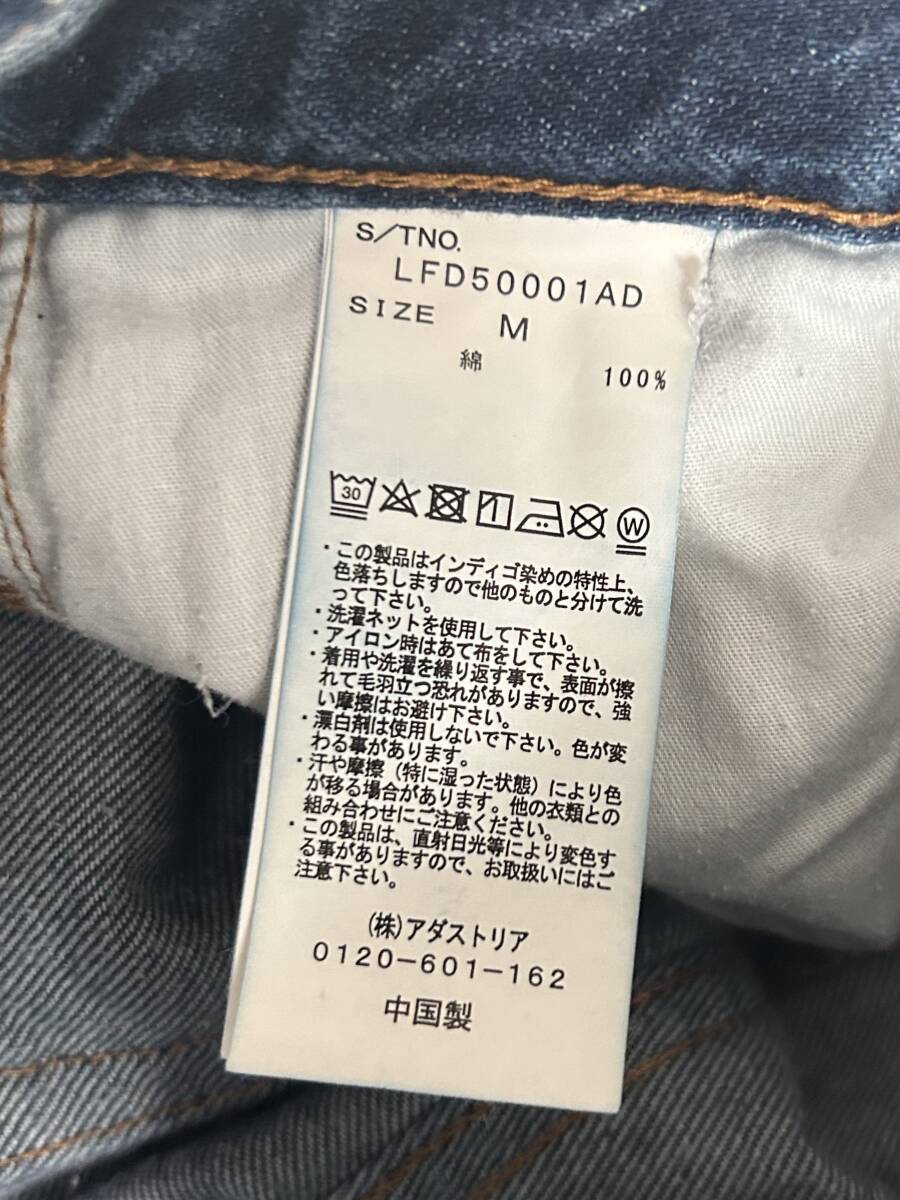 S/TNO.
LFD50001AD
SIZE M
綿 100%
30 W
・この製品はインディゴ染めの特性上、
色落ちしますので他のものと分けて洗
って下さい。
・洗濯ネットを使用して下さい。
・アイロン時はあて布をして下さい。
・着用や洗濯を繰り返す事で、表面が擦
れて毛羽立つ恐れがありますので、強
い摩擦はお避け下さい。
・漂白剤は使用しないで下さい。色が変
わる事があります。
・汗や摩擦（特に湿った状態）により色
が移る場合があります。他の衣類との
組み合わせにご注意ください。
・この製品は、直射日光等により変色す
る事がありますので、お取扱いにはご
注意下さい。
(株)アダストリア
0120-601-162
中国製